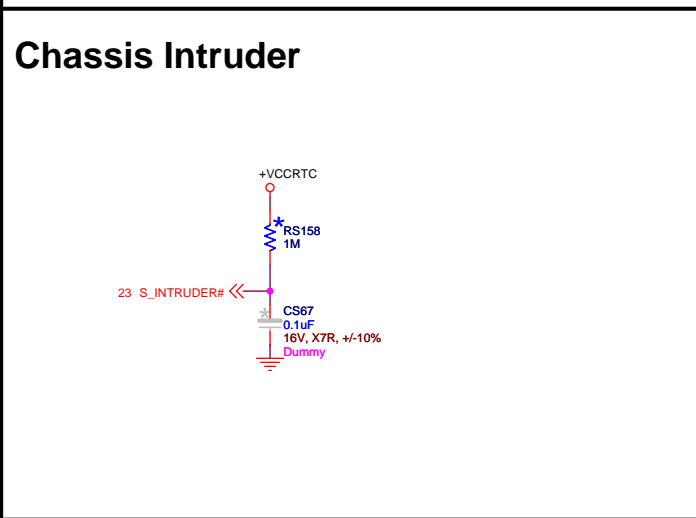 Chassis Intruder
+VCCRTC
*
RS158
1M
23 S_INTRUDER#
*
CS67
0.1uF
16V, X7R, +/-10%
Dummy